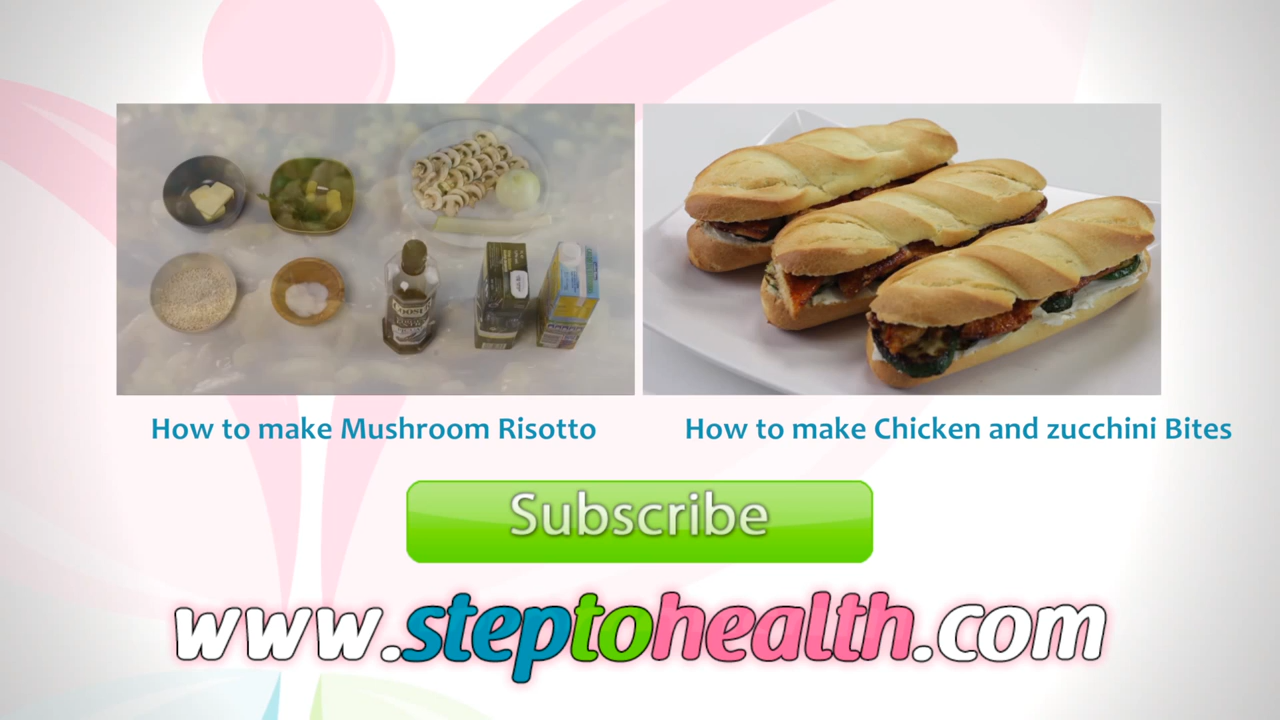 How to make Mushroom Risotto
How to make Chicken and zucchini Bites
Subscribe
www.steptohealth.com